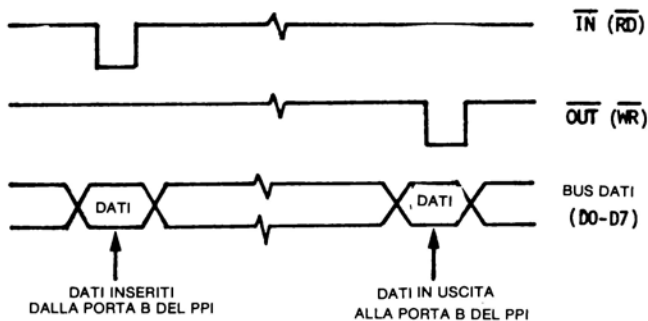 IN (RD)
OUT (WR)
DATI
DATI
BUS DATI
(D0-D7)
DATI INSERITI
DALLA PORTA B DEL PPI
DATI IN USCITA
ALLA PORTA B DEL PPI